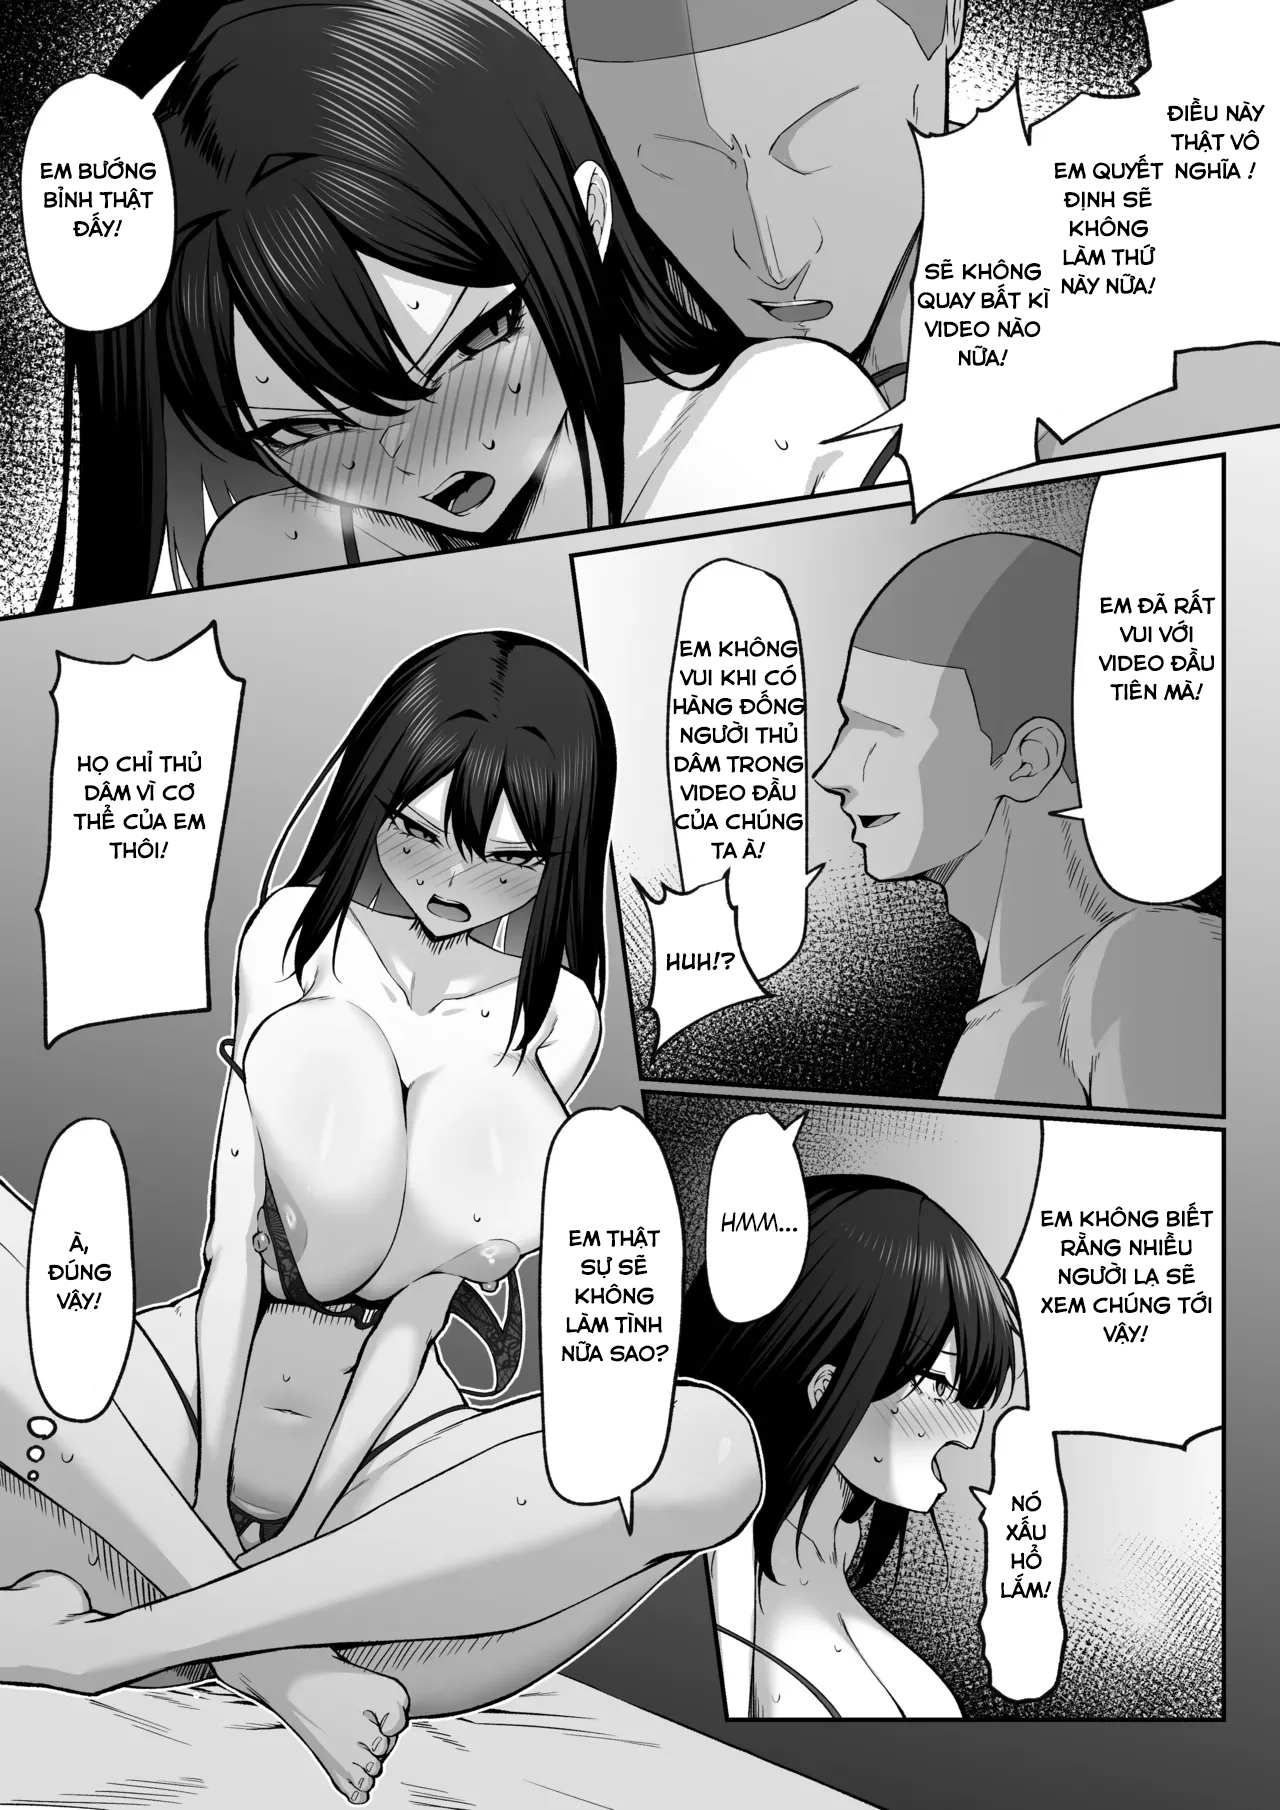 ĐIỀU NÀY
THẬT VÔ
NGHĨA !
EM QUYẾT
ĐỊNH SẼ
KHÔNG
LÀM THỨ
NÀY NỮA!
SẼ KHÔNG
QUAY BẤT KÌ
VIDEO NÀO
NỮA!
EM BƯỚNG
BỈNH THẬT
ĐẤY!
EM ĐÃ RẤT
VUI VỚI
VIDEO ĐẦU
TIÊN MÀ!
EM KHÔNG
VUI KHI CÓ
HÀNG ĐỐNG
NGƯỜI THỦ
DÂM TRONG
VIDEO ĐẦU
CỦA CHÚNG
TA À!
HUH!?
HỌ CHỈ THỦ
DÂM VÌ CƠ
THỂ CỦA EM
THÔI!
EM KHÔNG BIẾT
RẰNG NHIỀU
NGƯỜI LẠ SẼ
XEM CHÚNG TỚI
VẬY!
NÓ
XẤU
HỔ
LẮM!
HMM...
EM THẬT
SỰ SẼ
KHÔNG
LÀM TÌNH
NỮA SAO?
À,
ĐÚNG
VẬY!